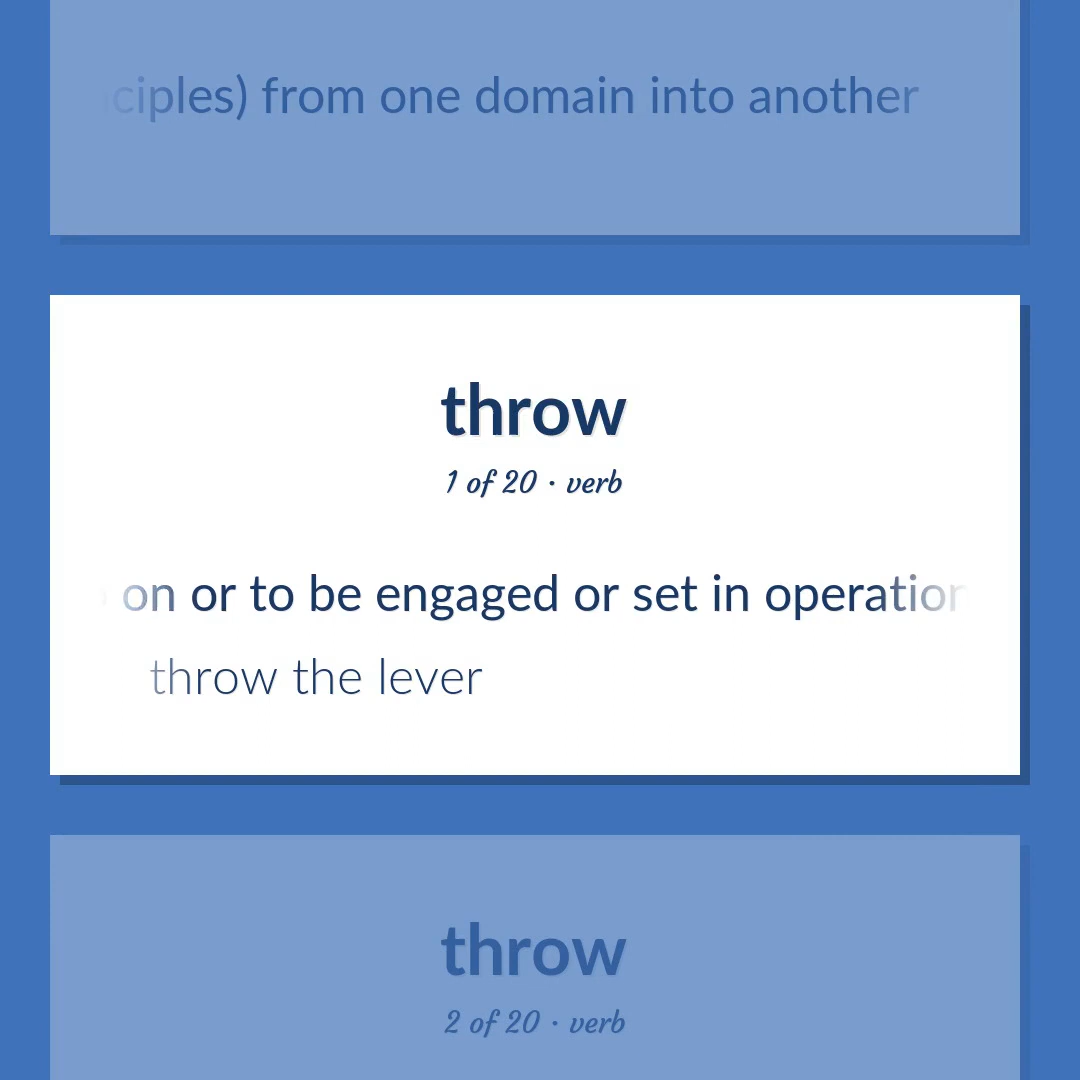 ciples) from one domain into another
throw
1 of 20 · verb
on or to be engaged or set in operation
throw the lever
throw
2 of 20 · verb